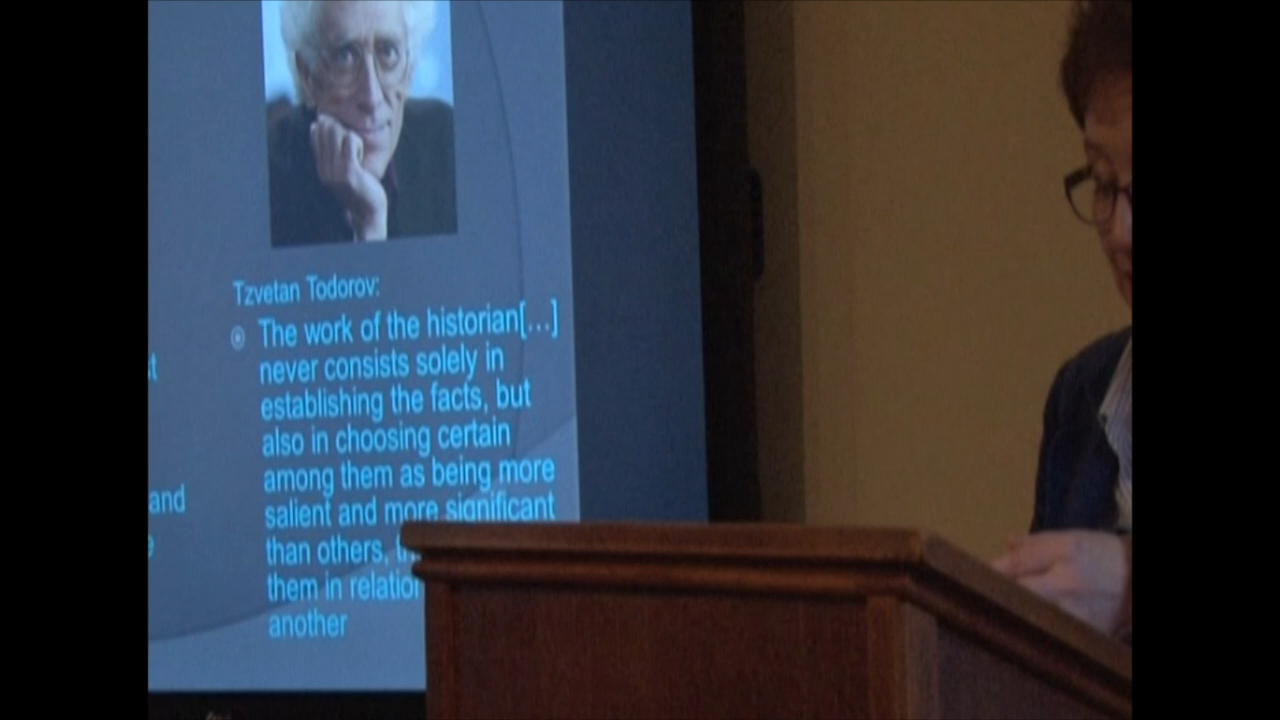 Tzvetan Todorov:
The work of the historian[...]
never consists solely in
establishing the facts, but
also in choosing certain
among them as being more
salient and more significant
than others,
them in
another
and